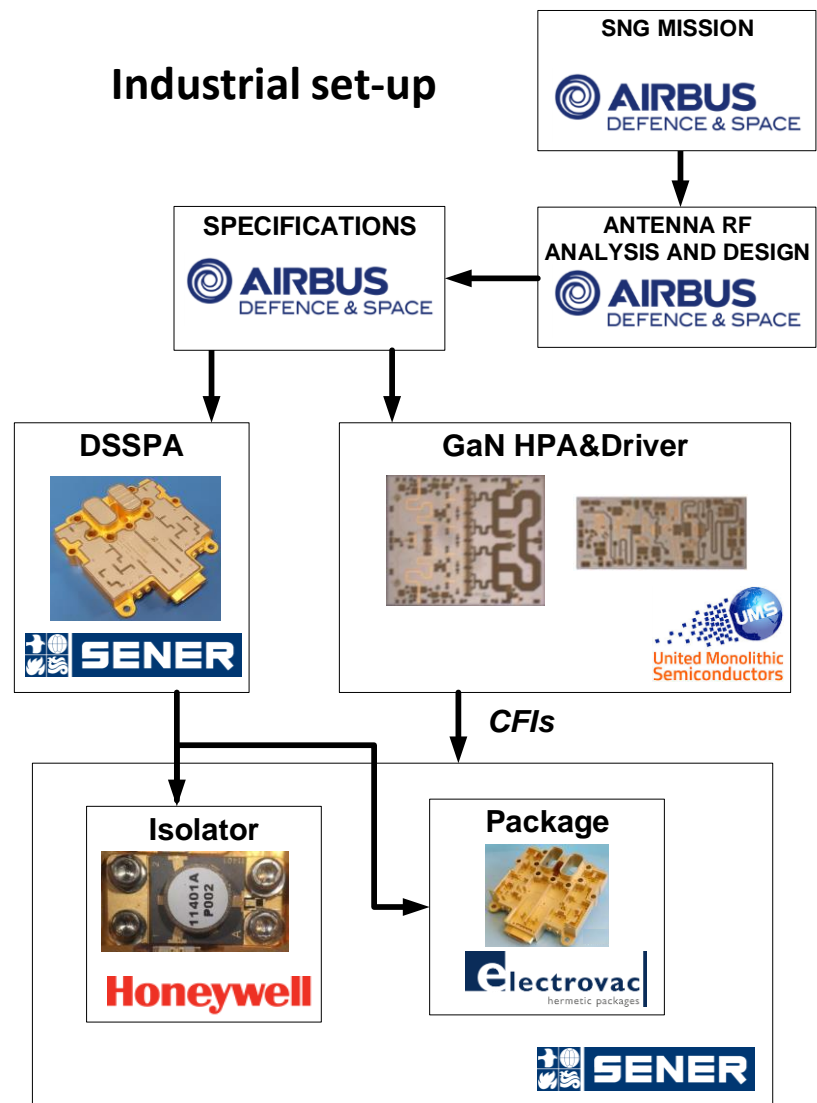 SNG MISSION
Industrial set-up
AIRBUS
DEFENCE & SPACE
SPECIFICATIONS
AIRBUS
DEFENCE & SPACE
ANTENNA RF
ANALYSIS AND DESIGN
AIRBUS
DEFENCE & SPACE
DSSPA
SENER
GaN HPA&Driver
UMS
United Monolithic
Semiconductors
CFIs
Isolator
11401A
P002
Honeywell
Package
electrovac
hermetic packages
SENER